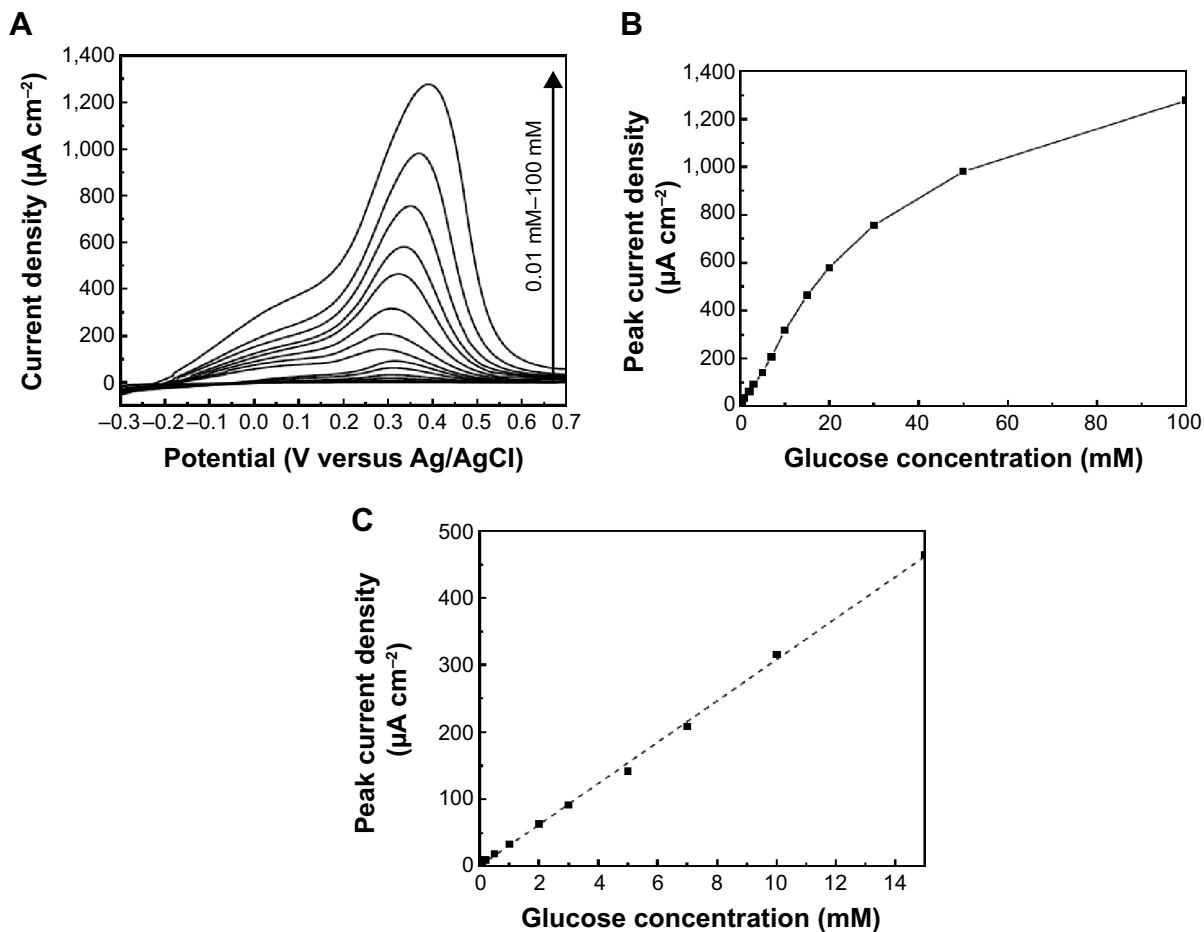 A
Current density (µA cm⁻²)
1,400
1,200
1,000
800
600
400
200
0
–0.3 –0.2 –0.1 0.0 0.1 0.2 0.3 0.4 0.5 0.6 0.7
Potential (V versus Ag/AgCl)
0.01 mM–100 mM
B
Peak current density
(µA cm⁻²)
1,400
1,200
1,000
800
600
400
200
0
0 20 40 60 80 100
Glucose concentration (mM)
C
Peak current density
(µA cm⁻²)
500
400
300
200
100
0
0 2 4 6 8 10 12 14
Glucose concentration (mM)